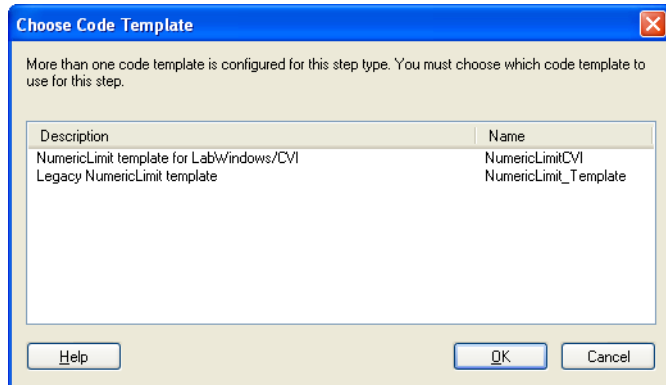 Choose Code Template
More than one code template is configured for this step type. You must choose which code template to
use for this step.
Description Name
NumericLimit template for LabWindows/CVI NumericLimitCVI
Legacy NumericLimit template NumericLimit_Template
Help OK Cancel